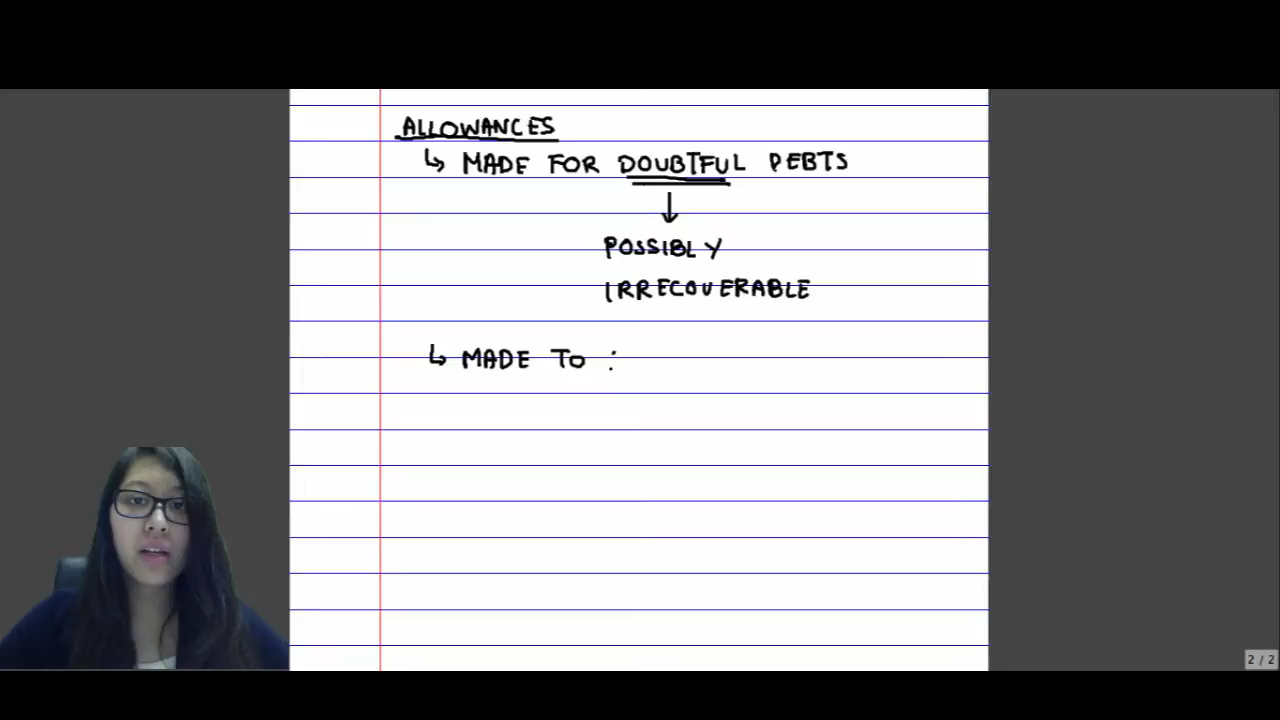 ALLOWANCES
↳ MADE FOR DOUBTFUL DEBTS
↓
POSSIBLY
IRRECOVERABLE
↳ MADE TO :
2 / 2